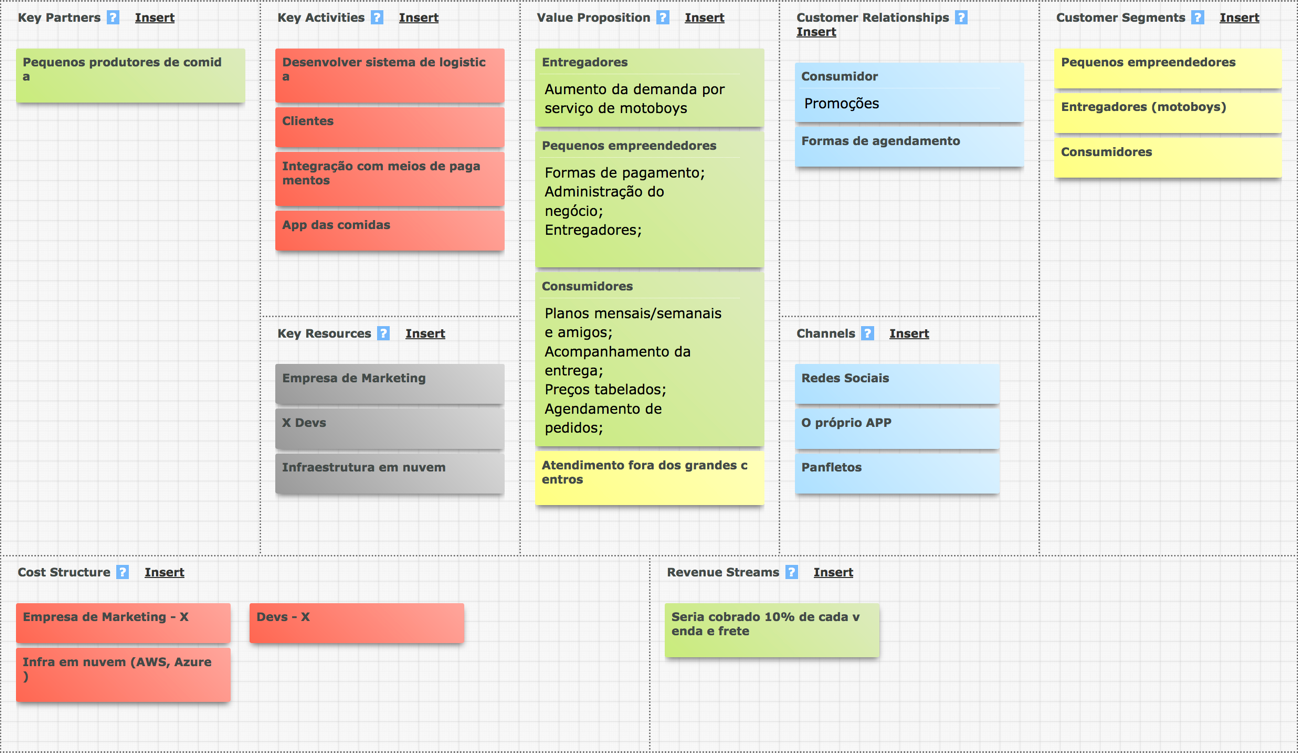 Key Partners ? Insert
Pequenos produtores de comid
a
Key Activities ? Insert
Desenvolver sistema de logistic
a
Clientes
Integração com meios de paga
mentos
App das comidas
Key Resources ? Insert
Empresa de Marketing
X Devs
Infraestrutura em nuvem
Value Proposition ? Insert
Entregadores
Aumento da demanda por
serviço de motoboys
Pequenos empreendedores
Formas de pagamento;
Administração do
negócio;
Entregadores;
Consumidores
Planos mensais/semanais
e amigos;
Acompanhamento da
entrega;
Preços tabelados;
Agendamento de
pedidos;
Atendimento fora dos grandes c
entros
Customer Relationships ?
Insert
Consumidor
Promoções
Formas de agendamento
Channels ? Insert
Redes Sociais
O próprio APP
Panfletos
Customer Segments ? Insert
Pequenos empreendedores
Entregadores (motoboys)
Consumidores
Cost Structure ? Insert
Empresa de Marketing - X
Devs - X
Infra em nuvem (AWS, Azure
)
Revenue Streams ? Insert
Seria cobrado 10% de cada v
enda e frete